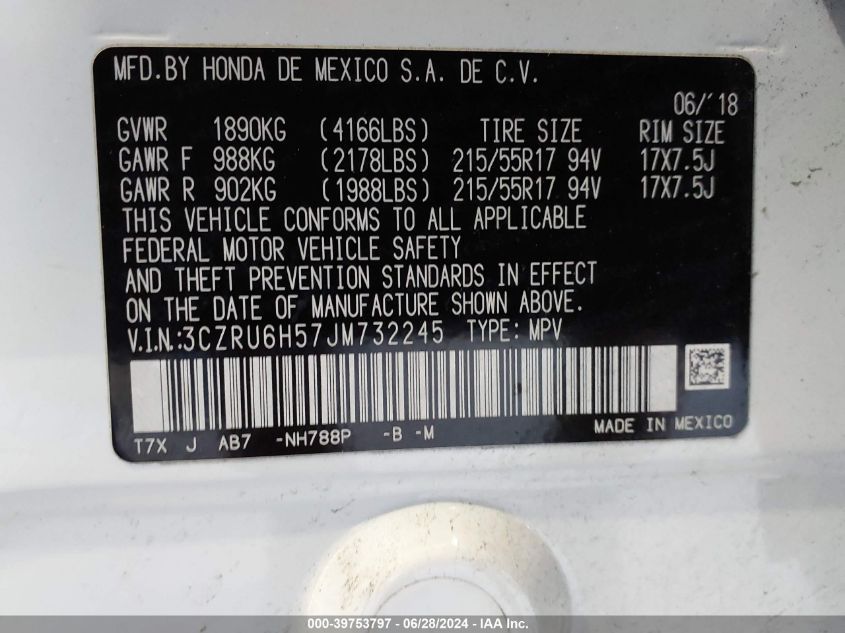 MFD.BY HONDA DE MEXICO S.A. DE C.V.
06/'18
GVWR 1890KG (4166LBS) TIRE SIZE RIM SIZE
GAWR F 988KG (2178LBS) 215/55R17 94V 17X7.5J
GAWR R 902KG (1988LBS) 215/55R17 94V 17X7.5J
THIS VEHICLE CONFORMS TO ALL APPLICABLE
FEDERAL MOTOR VEHICLE SAFETY
AND THEFT PREVENTION STANDARDS IN EFFECT
ON THE DATE OF MANUFACTURE SHOWN ABOVE.
V.I.N.:3CZRU6H57JM732245 TYPE: MPV
T7X J AB7 -NH788P -B -M MADE IN MEXICO
000-39753797 - 06/28/2024 - IAA Inc.